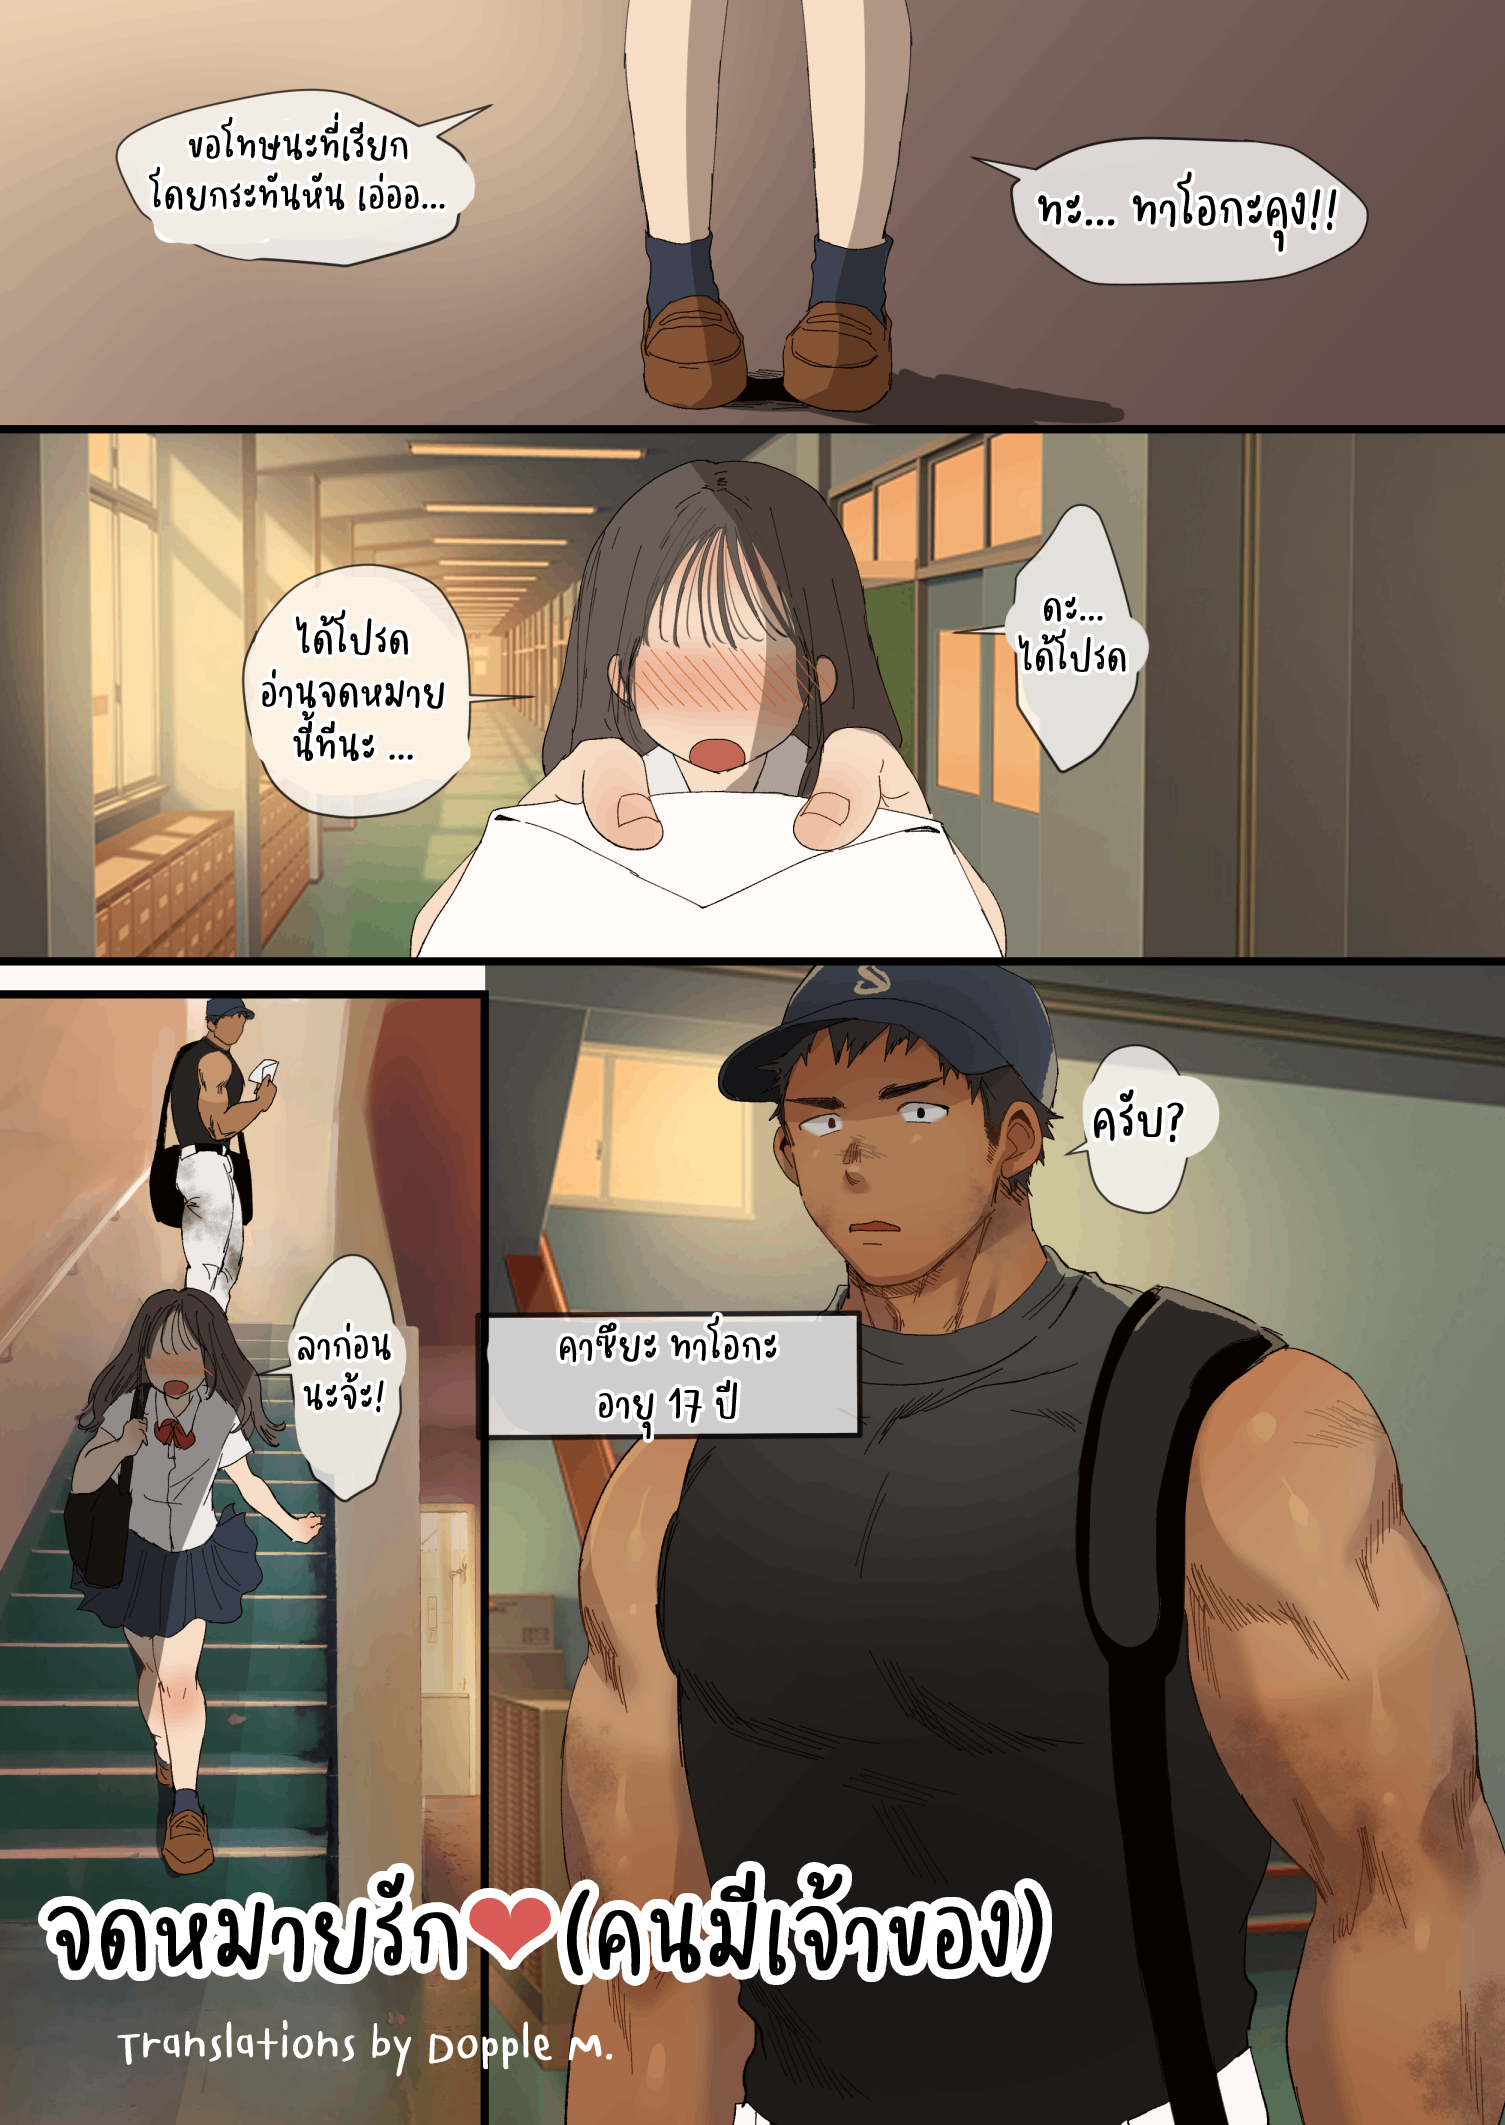 ทะ... ทาโอกะคุง!!
ขอโทษนะที่เรียก
โดยกระทันหัน เอ่ออ...
ดะ...
ได้โปรด
ได้โปรด
อ่านจดหมาย
นี้ทีนะ ...
ครับ?
คาซึยะ ทาโอกะ
อายุ 17 ปี
ลาก่อน
นะจ้ะ!
จดหมายรัก❤(คนมีเจ้าของ)
Translations by Dopple M.